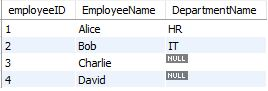 employeeID EmployeeName DepartmentName
1 Alice HR
2 Bob IT
3 Charlie NULL
4 David NULL